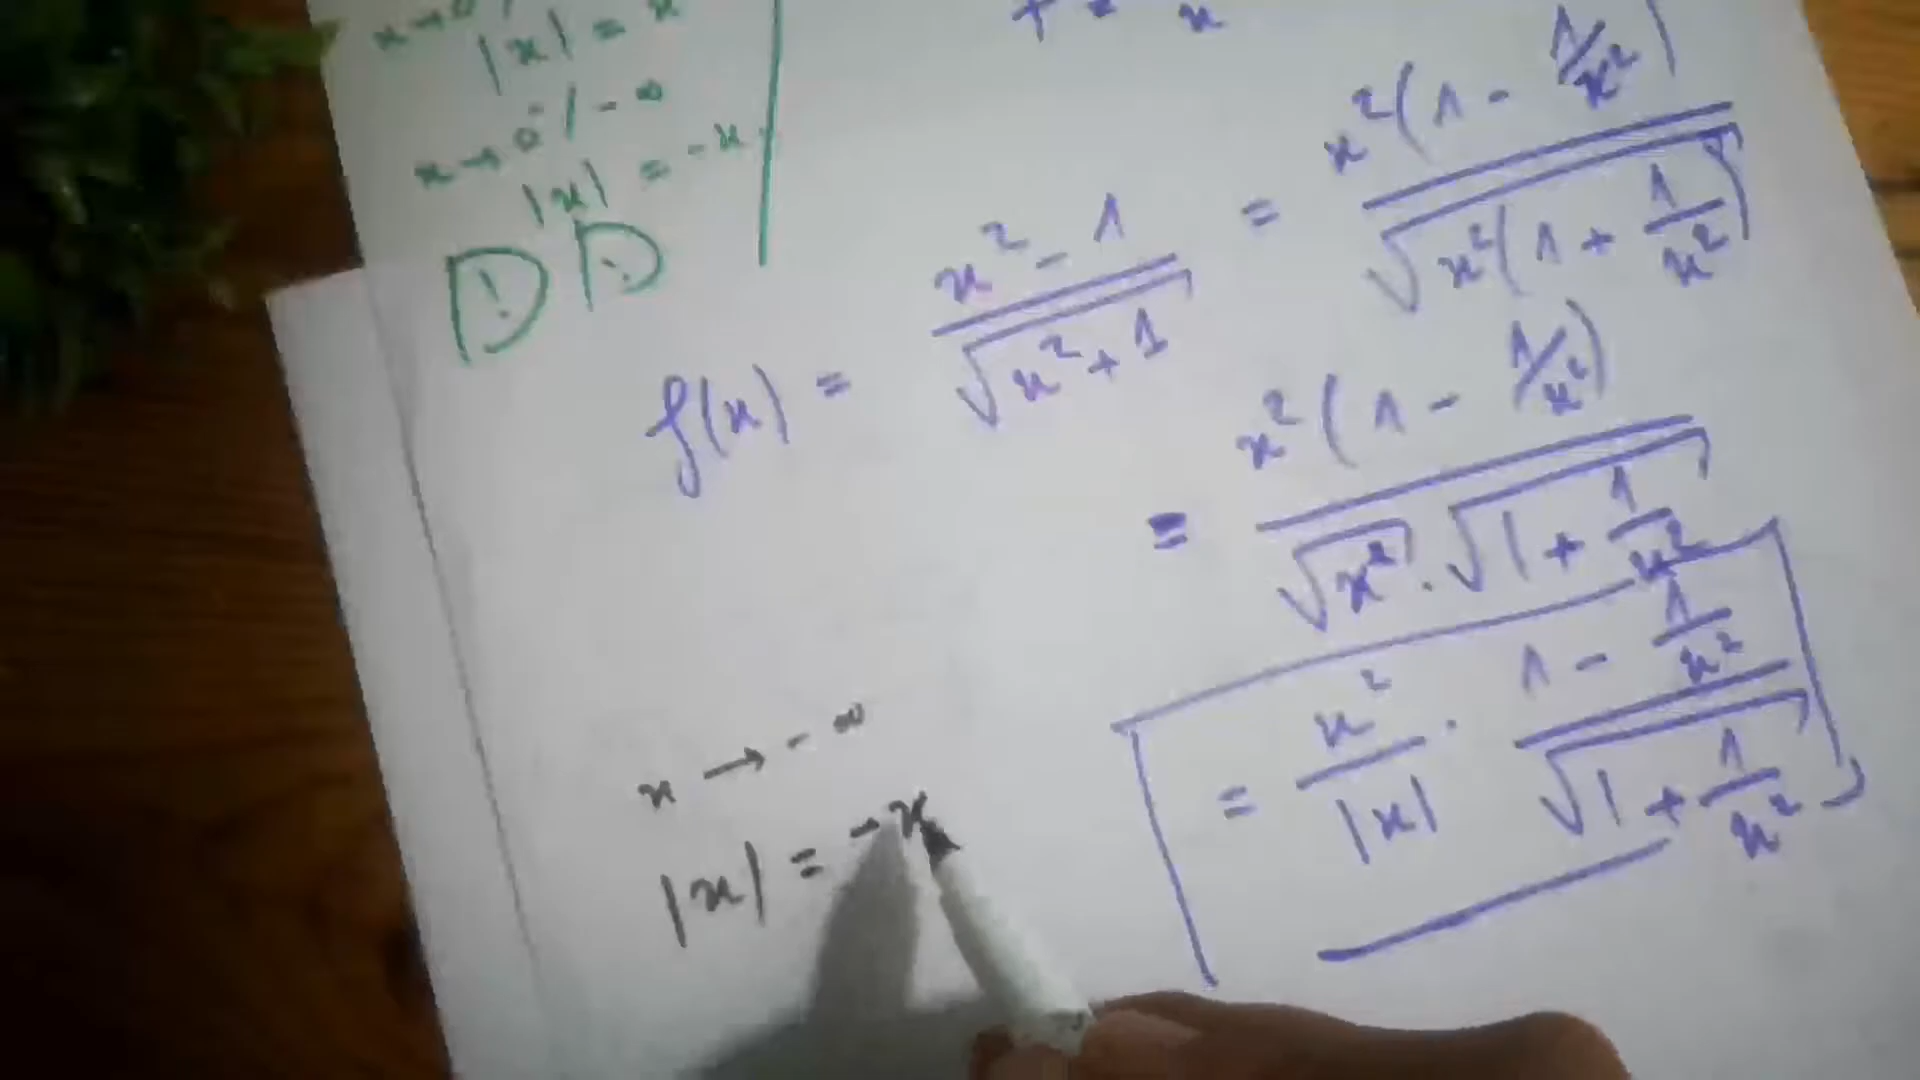 x → 0⁺ /
|x| = x
x → 0⁻ / - ∞
|x| = -x
f(x) = (x² - 1) / √(x² + 1) = x²(1 - 1/x²) / √(x²(1 + 1/x²))
= x²(1 - 1/x²) / (√x² . √(1 + 1/x²))
= x²/|x| . (1 - 1/x²) / √(1 + 1/x²)
x → - ∞
|x| = -x